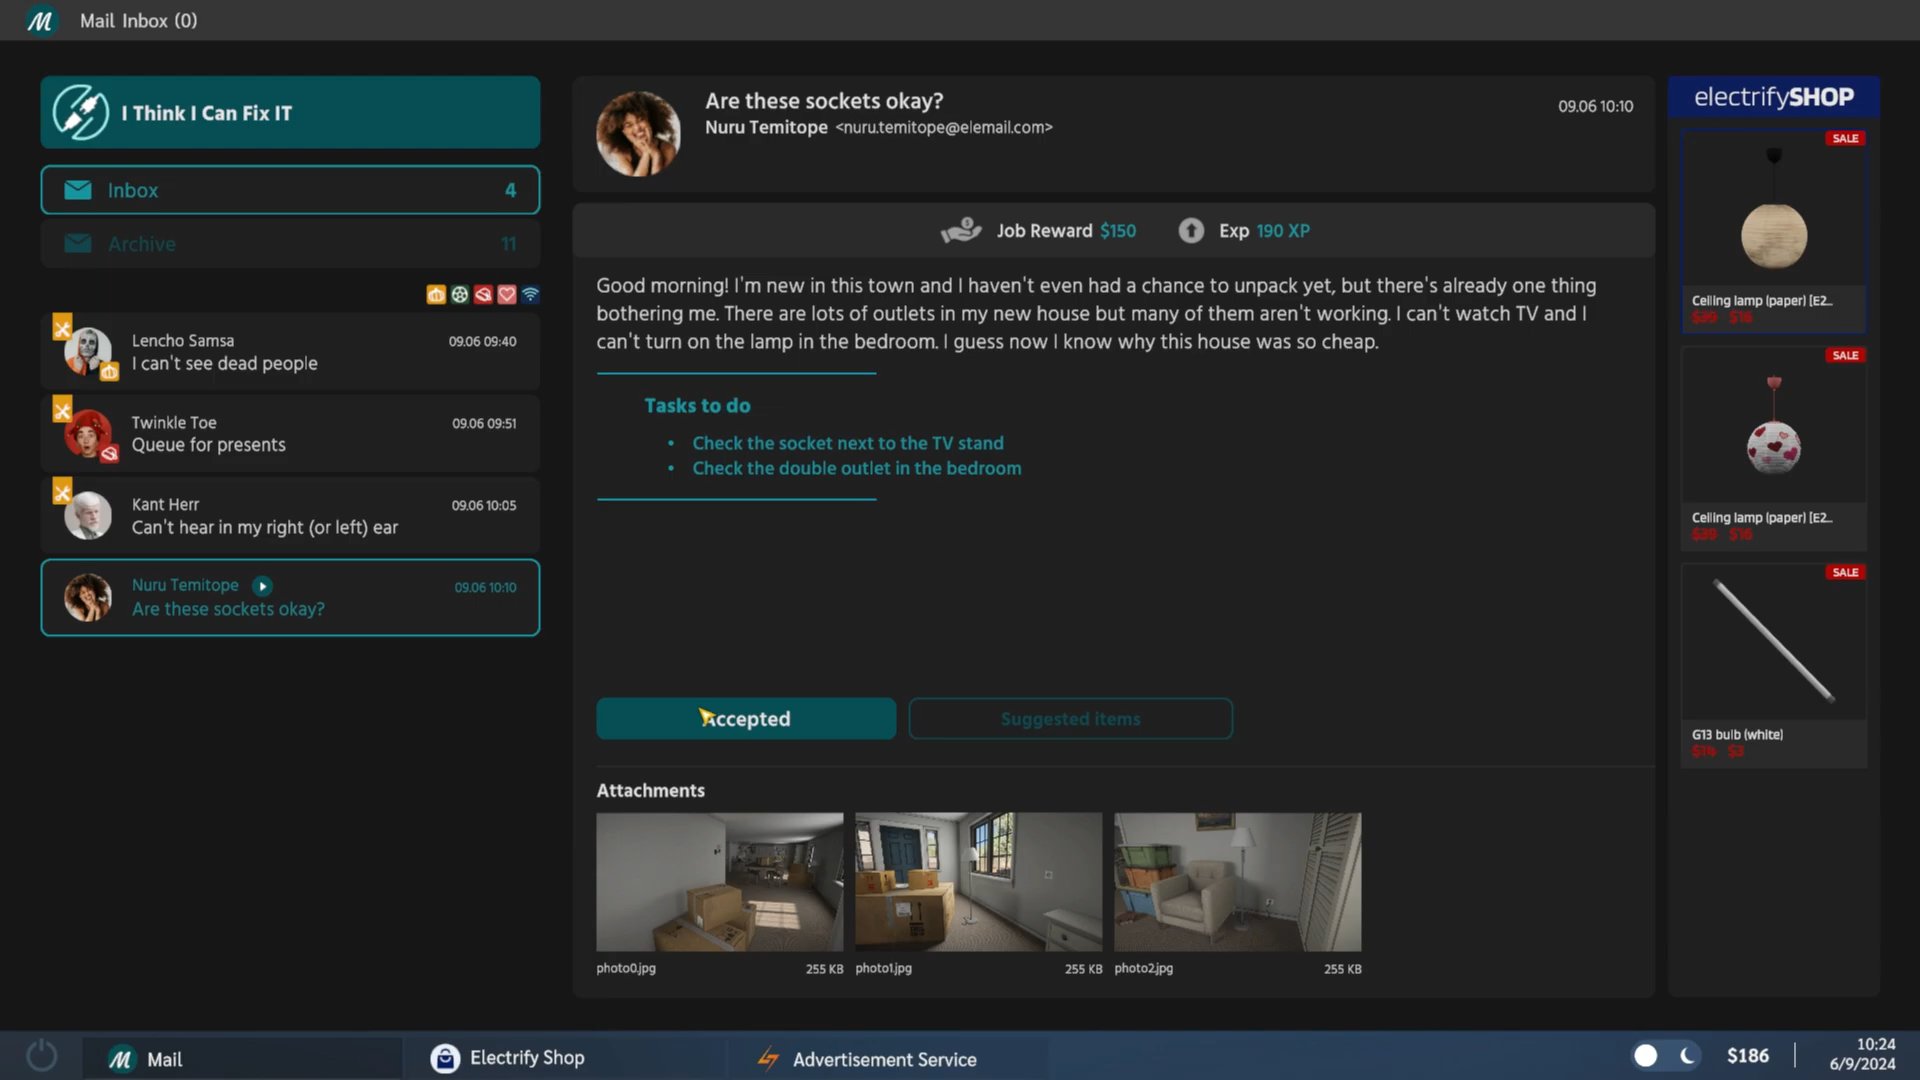 Mail Inbox (0)
I Think I Can Fix IT
Inbox 4
Archive 11
Lencho Samsa 09.06 09:40
I can't see dead people
Twinkle Toe 09.06 09:51
Queue for presents
Kant Herr 09.06 10:05
Can't hear in my right (or left) ear
Nuru Temitope 09.06 10:10
Are these sockets okay?
Are these sockets okay? 09.06 10:10
Nuru Temitope <nuru.temitope@elemail.com>
Job Reward $150 Exp 190 XP
Good morning! I'm new in this town and I haven't even had a chance to unpack yet, but there's already one thing
bothering me. There are lots of outlets in my new house but many of them aren't working. I can't watch TV and I
can't turn on the lamp in the bedroom. I guess now I know why this house was so cheap.
Tasks to do
• Check the socket next to the TV stand
• Check the double outlet in the bedroom
Accepted Suggested items
Attachments
photo0.jpg 255 KB photo1.jpg 255 KB photo2.jpg 255 KB
electrifySHOP
SALE
Ceiling lamp (paper) [E2...
$39 $16
SALE
Ceiling lamp (paper) [E2...
$39 $16
SALE
G13 bulb (white)
$14 $3
Mail Electrify Shop Advertisement Service $186 10:24
6/9/2024